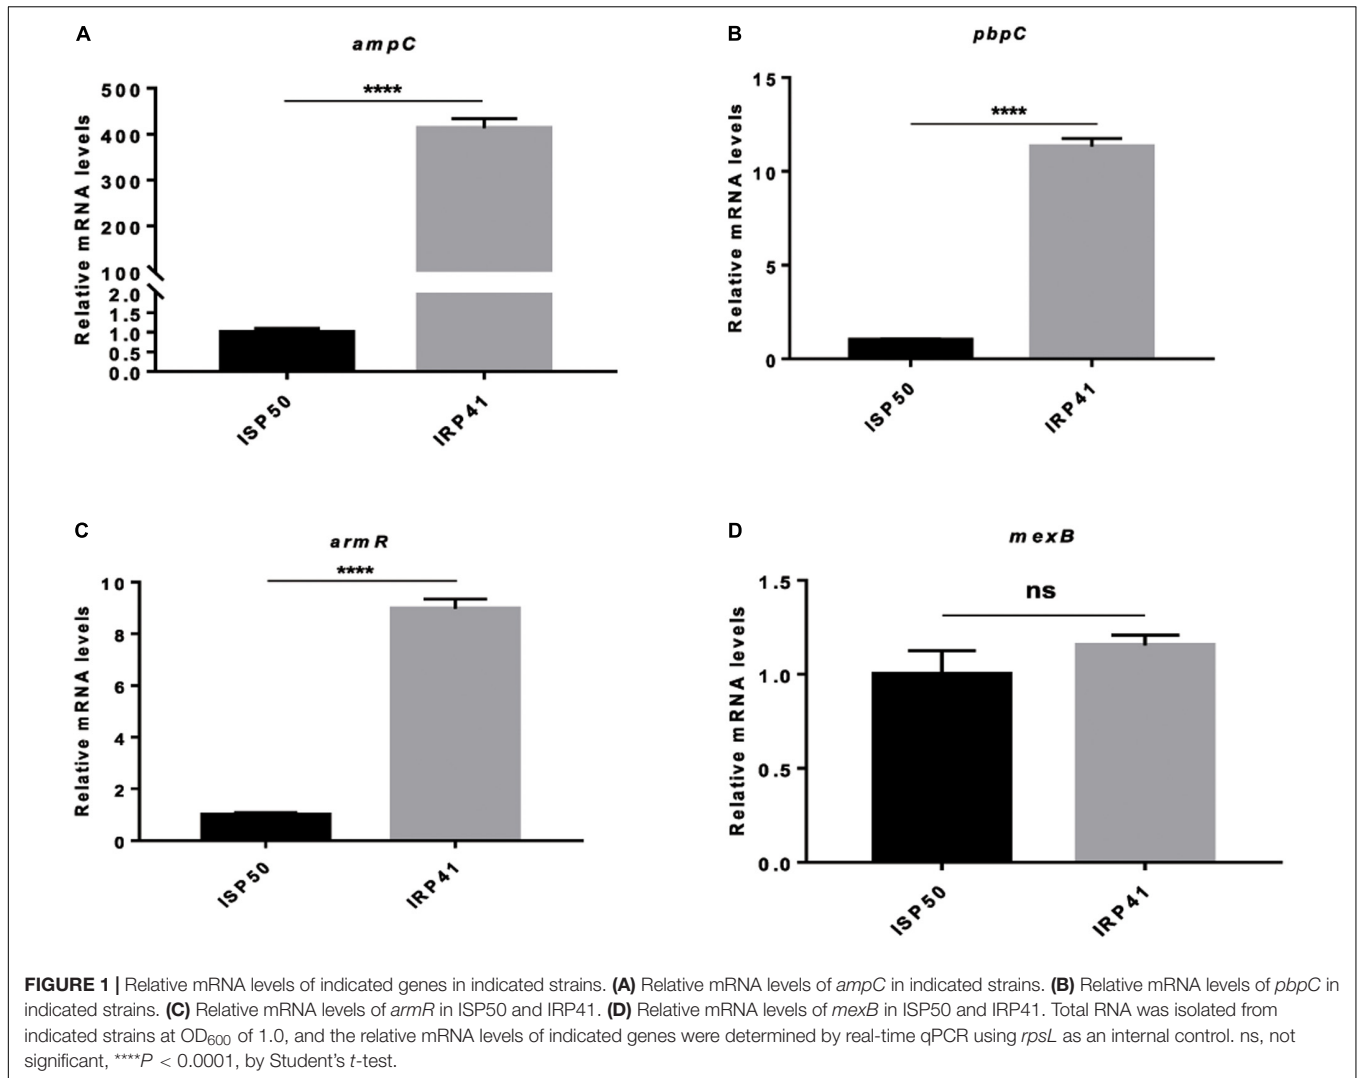 A
ampC
Relative mRNA levels
500
400
300
200
100
2.0
1.5
1.0
0.5
0.0
****
ISP50
IRP41
B
pbpC
Relative mRNA levels
15
10
5
0
****
ISP50
IRP41
C
armR
Relative mRNA levels
10
8
6
4
2
0
****
ISP50
IRP41
D
mexB
Relative mRNA levels
1.5
1.0
0.5
0.0
ns
ISP50
IRP41
FIGURE 1 | Relative mRNA levels of indicated genes in indicated strains. (A) Relative mRNA levels of ampC in indicated strains. (B) Relative mRNA levels of pbpC in
indicated strains. (C) Relative mRNA levels of armR in ISP50 and IRP41. (D) Relative mRNA levels of mexB in ISP50 and IRP41. Total RNA was isolated from
indicated strains at OD600 of 1.0, and the relative mRNA levels of indicated genes were determined by real-time qPCR using rpsL as an internal control. ns, not
significant, ****P < 0.0001, by Student's t-test.